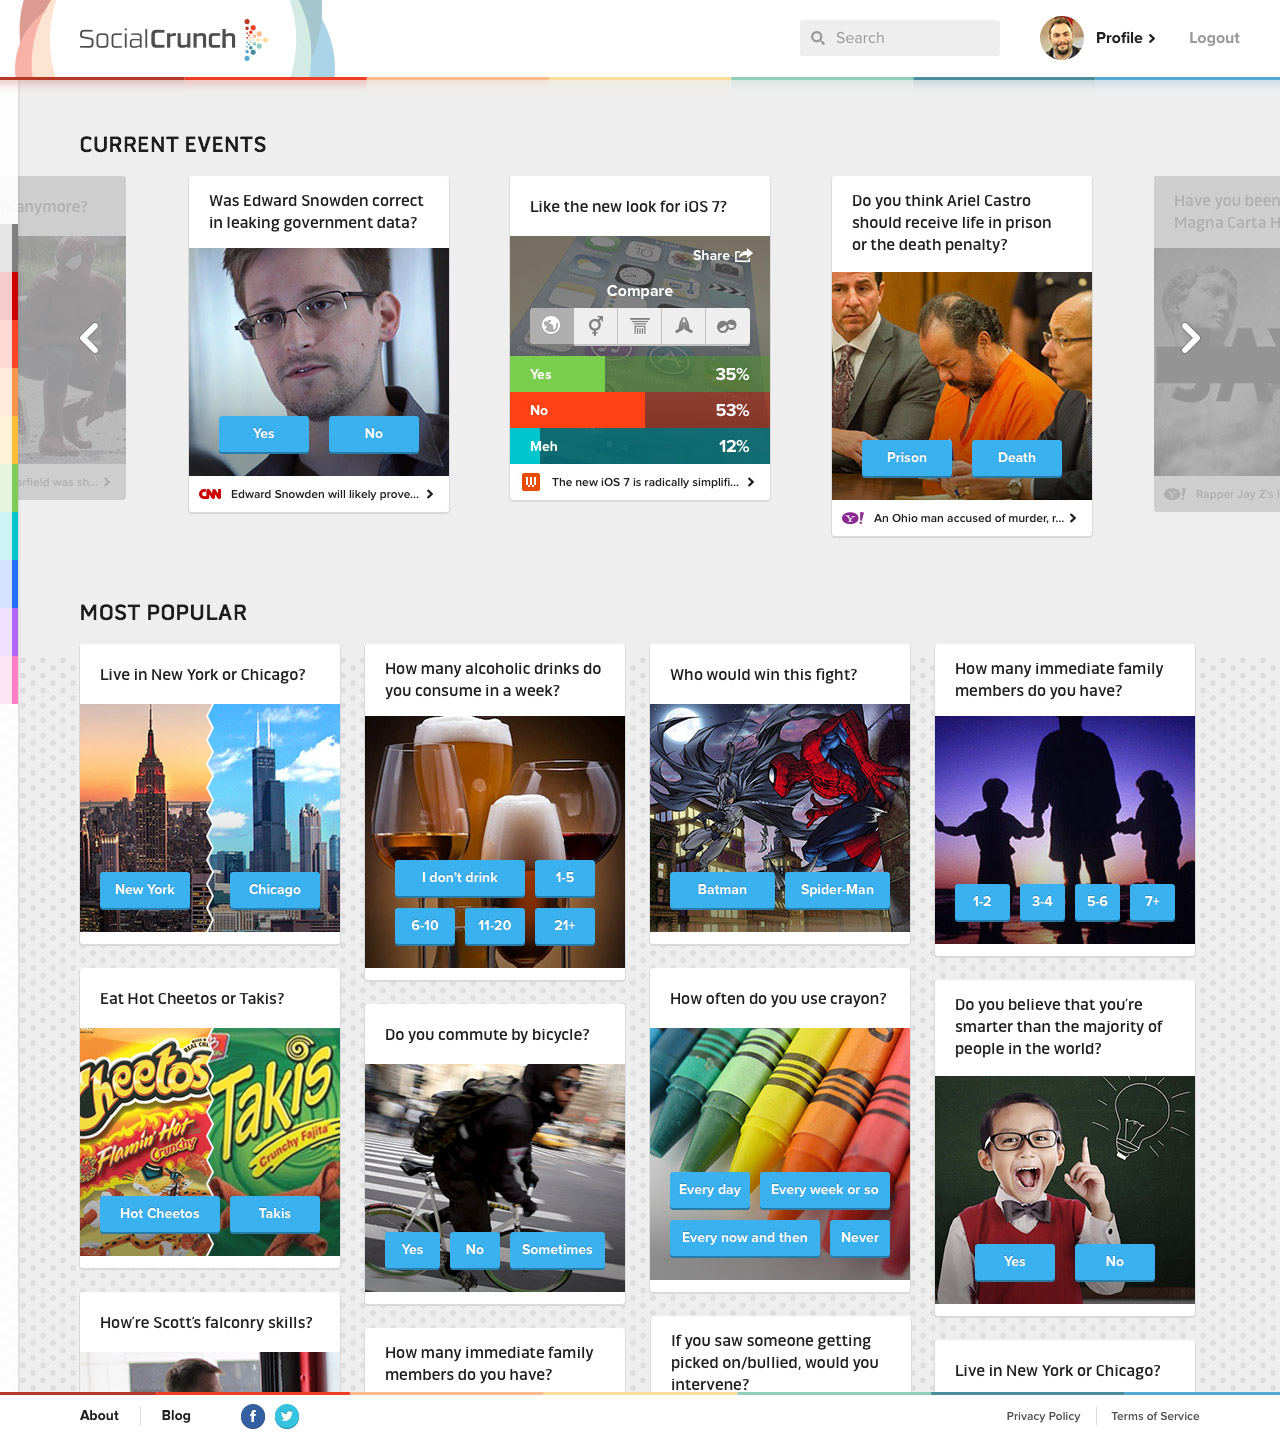 SocialCrunch
Search
Profile
Logout
CURRENT EVENTS
anymore?
arfield was sh...
Was Edward Snowden correct
in leaking government data?
Yes
No
CNN
Edward Snowden will likely prove...
Like the new look for iOS 7?
Share
Compare
Yes
35%
No
53%
Meh
12%
The new iOS 7 is radically simplifi...
Do you think Ariel Castro
should receive life in prison
or the death penalty?
Prison
Death
Y!
An Ohio man accused of murder, r...
Have you been
Magna Carta H
Y!
Rapper Jay Z's
MOST POPULAR
Live in New York or Chicago?
New York
Chicago
How many alcoholic drinks do
you consume in a week?
I don't drink
1-5
6-10
11-20
21+
Who would win this fight?
Batman
Spider-Man
How many immediate family
members do you have?
1-2
3-4
5-6
7+
Eat Hot Cheetos or Takis?
Cheetos
Flamin' Hot
Crunchy
Takis
Crunchy Fajita
Hot Cheetos
Takis
Do you commute by bicycle?
Yes
No
Sometimes
How often do you use crayon?
Every day
Every week or so
Every now and then
Never
Do you believe that you're
smarter than the majority of
people in the world?
Yes
No
How're Scott's falconry skills?
How many immediate family
members do you have?
If you saw someone getting
picked on/bullied, would you
intervene?
Live in New York or Chicago?
About
Blog
Privacy Policy
Terms of Service